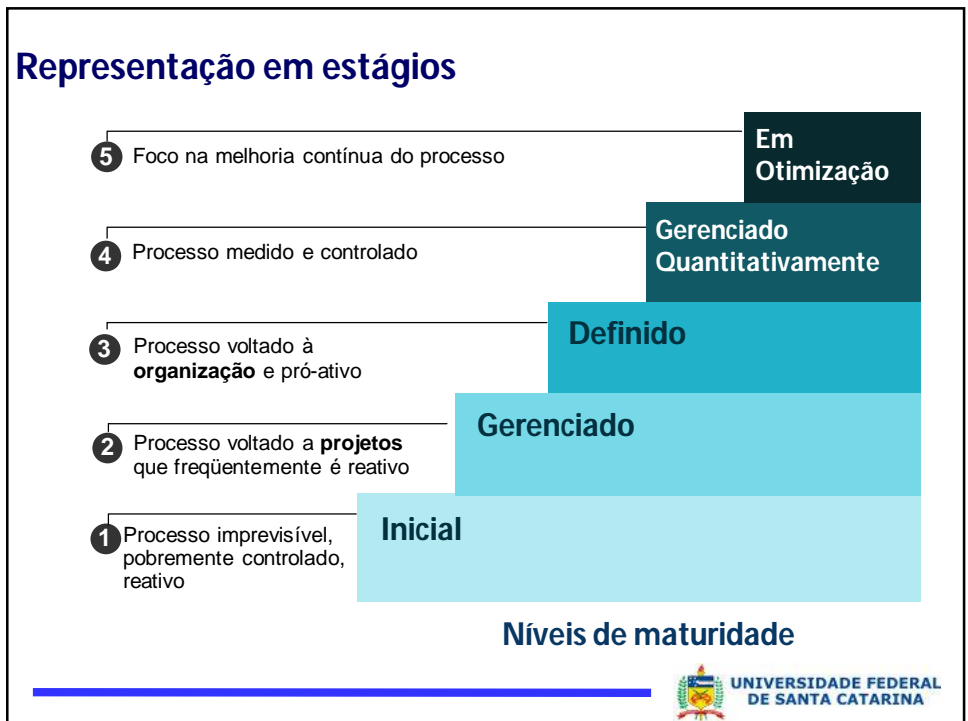 Representação em estágios
5
Foco na melhoria contínua do processo
Em
Otimização
4
Processo medido e controlado
Gerenciado
Quantitativamente
3
Processo voltado à
organização e pró-ativo
Definido
2
Processo voltado a projetos
que freqüentemente é reativo
Gerenciado
1
Processo imprevisível,
pobremente controlado,
reativo
Inicial
Níveis de maturidade
UNIVERSIDADE FEDERAL
DE SANTA CATARINA